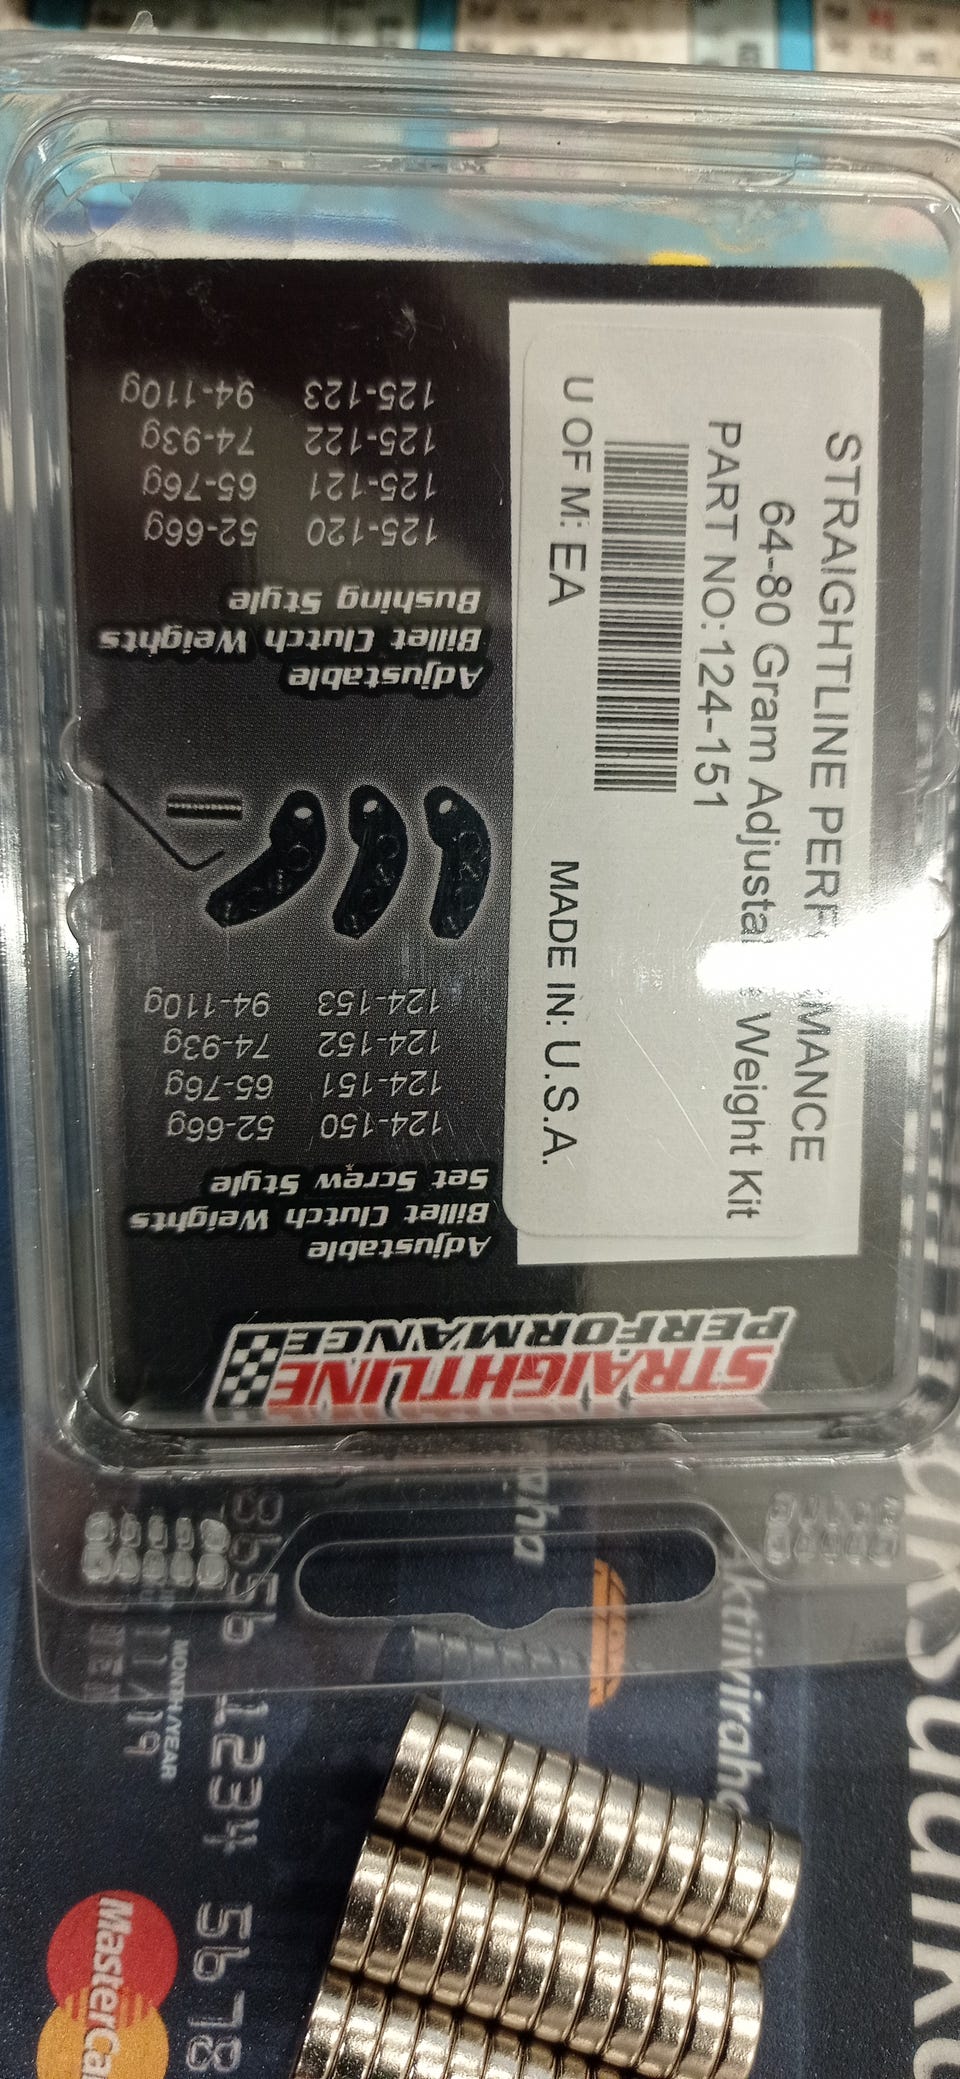 STRAIGHTLINE
PERFORMANCE
Adjustable
Billet Clutch Weights
Set Screw Style
124-150 52-66g
124-151 65-76g
124-152 74-93g
124-153 94-110g
Adjustable
Billet Clutch Weights
Bushing Style
125-120 52-66g
125-121 65-76g
125-122 74-93g
125-123 94-110g
STRAIGHTLINE
64-80 Gram Weight Kit
PART NO:124-151
U OF M: EA MADE IN: U.S.A.
1234 5678
MONTH/YEAR